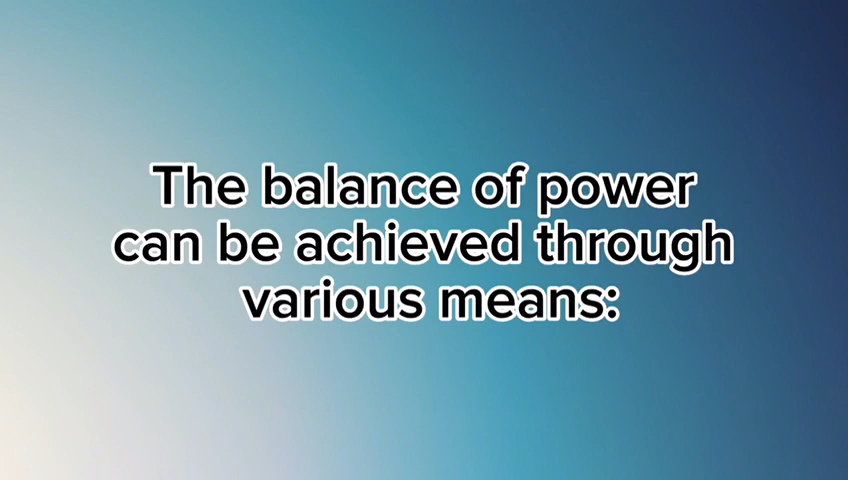 The balance of power
can be achieved through
various means: